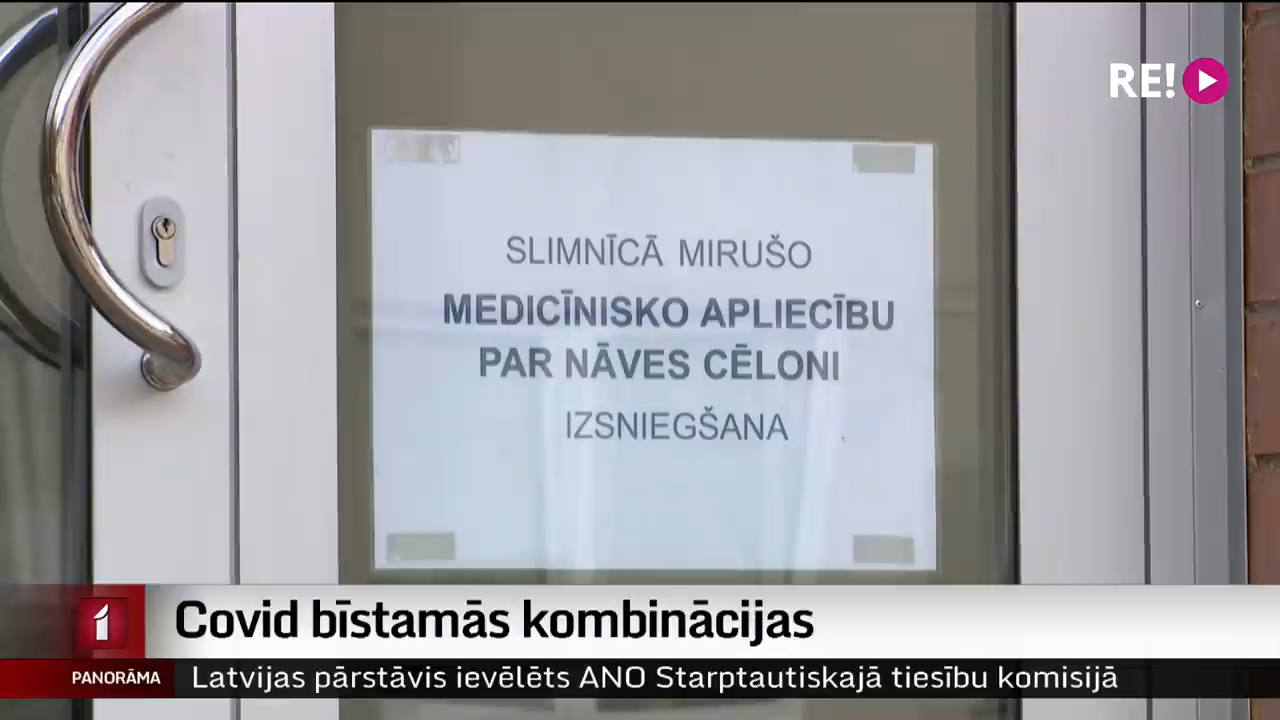 RE!
SLIMNĪCĀ MIRUŠO
MEDICĪNISKO APLIECĪBU
PAR NĀVES CĒLONI
IZSNIEGŠANA
1 Covid bīstamās kombinācijas
PANORĀMA Latvijas pārstāvis ievēlēts ANO Starptautiskajā tiesību komisijā